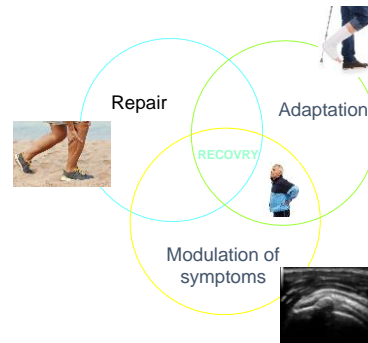 Repair
Adaptation
RECOVRY
Modulation of
symptoms